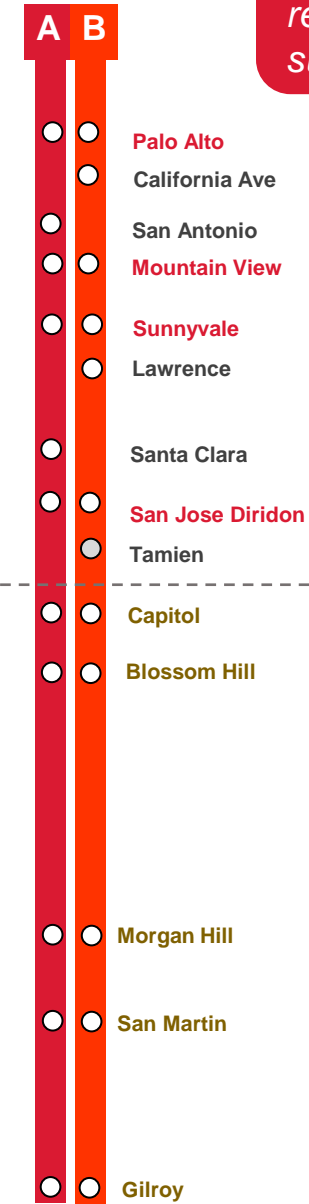 A B
Palo Alto
California Ave
San Antonio
Mountain View
Sunnyvale
Lawrence
Santa Clara
San Jose Diridon
Tamien
Capitol
Blossom Hill
Morgan Hill
San Martin
Gilroy